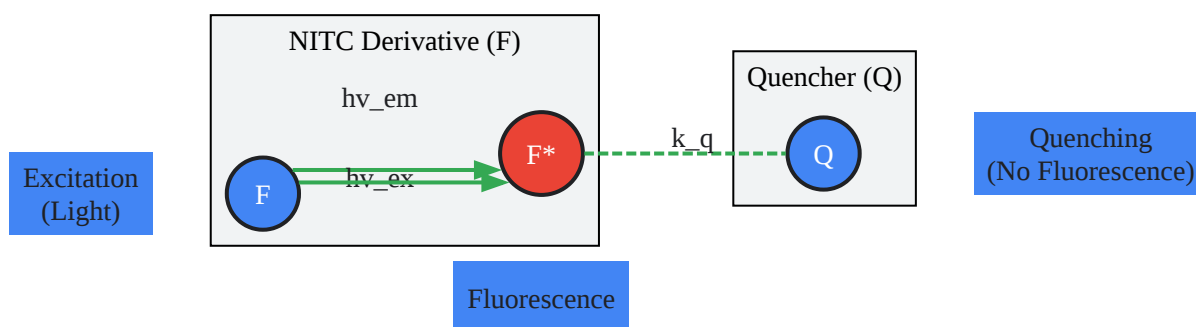 NITC Derivative (F)
hv_em
F
hv_ex
F*
k_q
Quencher (Q)
Q
Excitation
(Light)
Quenching
(No Fluorescence)
Fluorescence